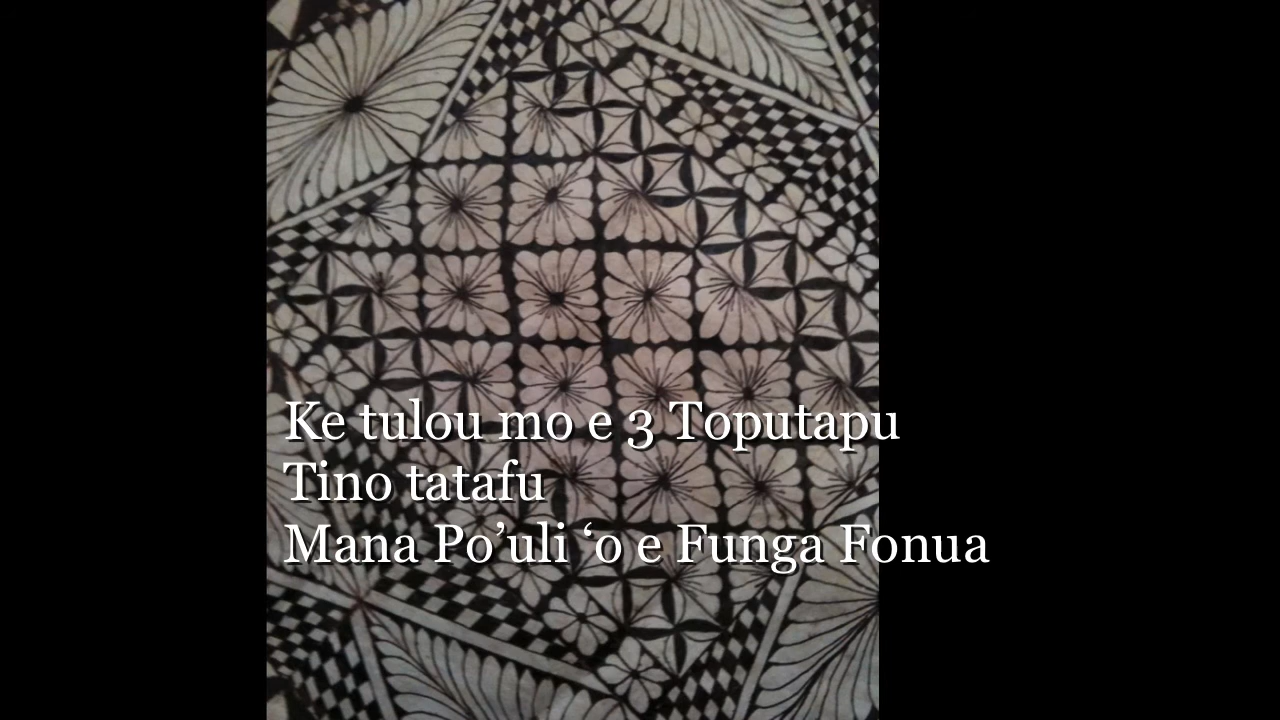 Ke tulou mo e 3 Toputapu
Tino tatafu
Mana Po’uli ‘o e Funga Fonua